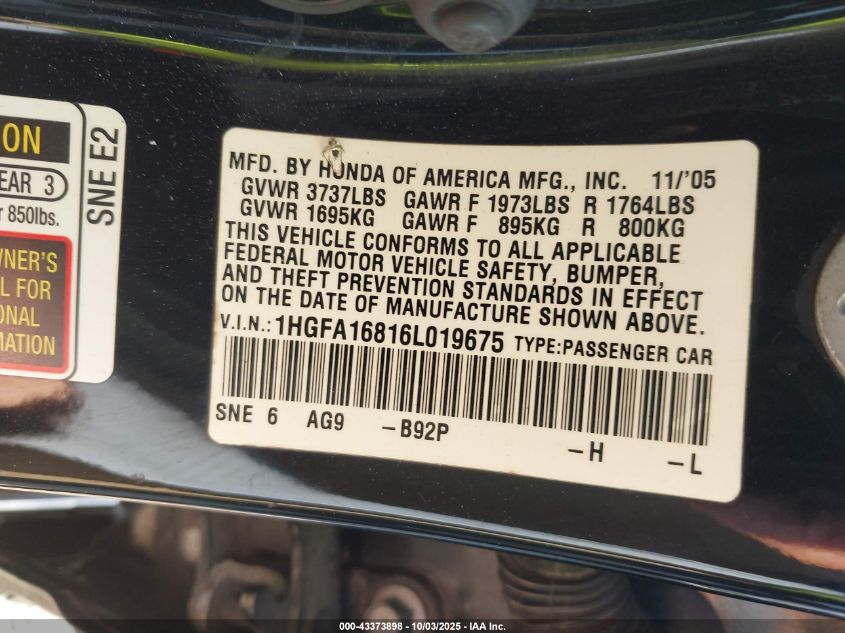 ON
EAR 3
r 850lbs.
WNER'S
L FOR
ONAL
MATION
SNE E2
MFD. BY HONDA OF AMERICA MFG., INC. 11/'05
GVWR 3737LBS GAWR F 1973LBS R 1764LBS
GVWR 1695KG GAWR F 895KG R 800KG
THIS VEHICLE CONFORMS TO ALL APPLICABLE
FEDERAL MOTOR VEHICLE SAFETY, BUMPER,
AND THEFT PREVENTION STANDARDS IN EFFECT
ON THE DATE OF MANUFACTURE SHOWN ABOVE.
V.I.N.:1HGFA16816L019675 TYPE:PASSENGER CAR
SNE 6 AG9 -B92P -H -L
000-43373898 - 10/03/2025 - IAA Inc.